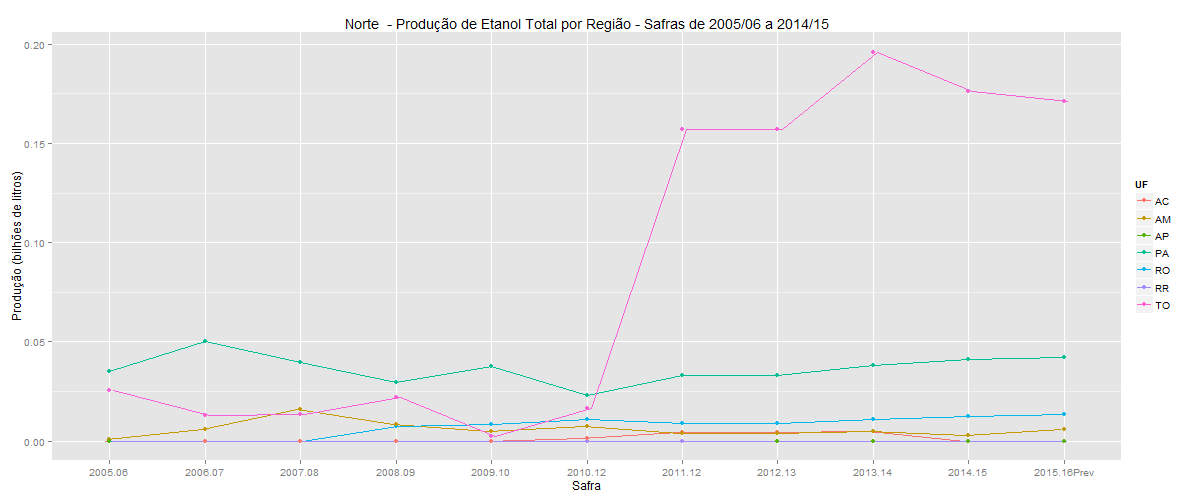 Norte - Produção de Etanol Total por Região - Safras de 2005/06 a 2014/15
Produção (bilhões de litros)
0.20
0.15
0.10
0.05
0.00
2005.06 2006.07 2007.08 2008.09 2009.10 2010.12 2011.12 2012.13 2013.14 2014.15 2015.16Prev
Safra
UF
AC
AM
AP
PA
RO
RR
TO